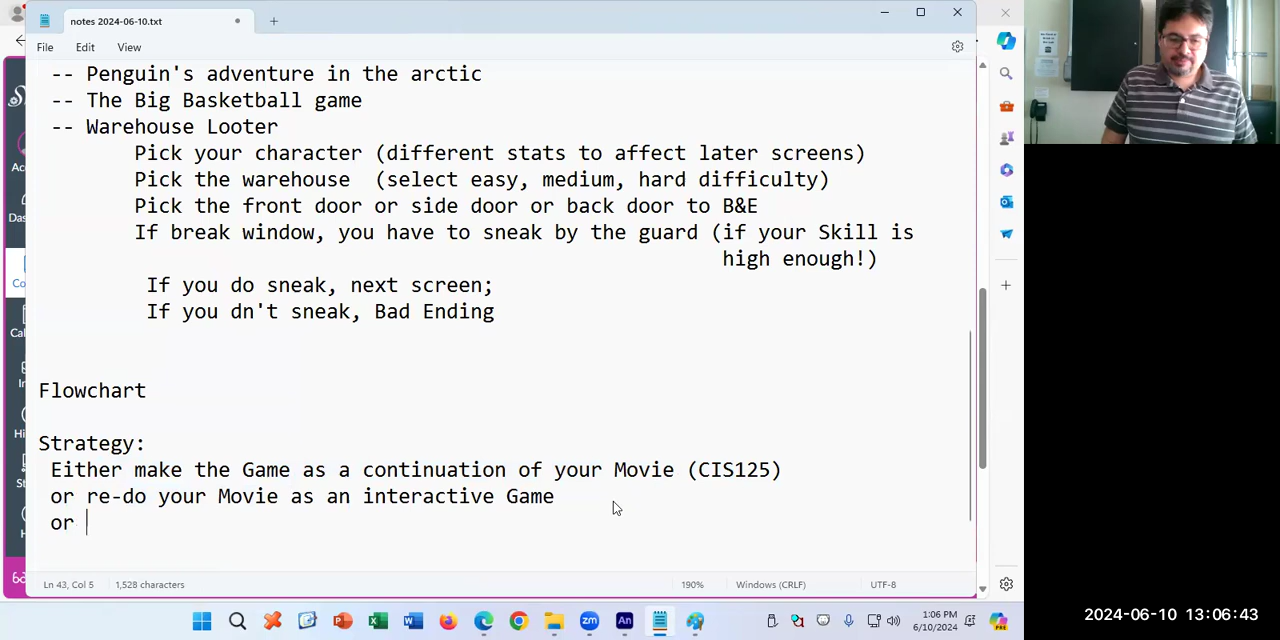 notes 2024-06-10.txt
File Edit View
-- Penguin's adventure in the arctic
-- The Big Basketball game
-- Warehouse Looter
Pick your character (different stats to affect later screens)
Pick the warehouse (select easy, medium, hard difficulty)
Pick the front door or side door or back door to B&E
If break window, you have to sneak by the guard (if your Skill is
high enough!)
If you do sneak, next screen;
If you dn't sneak, Bad Ending
Flowchart
Strategy:
Either make the Game as a continuation of your Movie (CIS125)
or re-do your Movie as an interactive Game
or
Ln 43, Col 5 1,528 characters 190% Windows (CRLF) UTF-8
1:06 PM
6/10/2024
2024-06-10 13:06:43